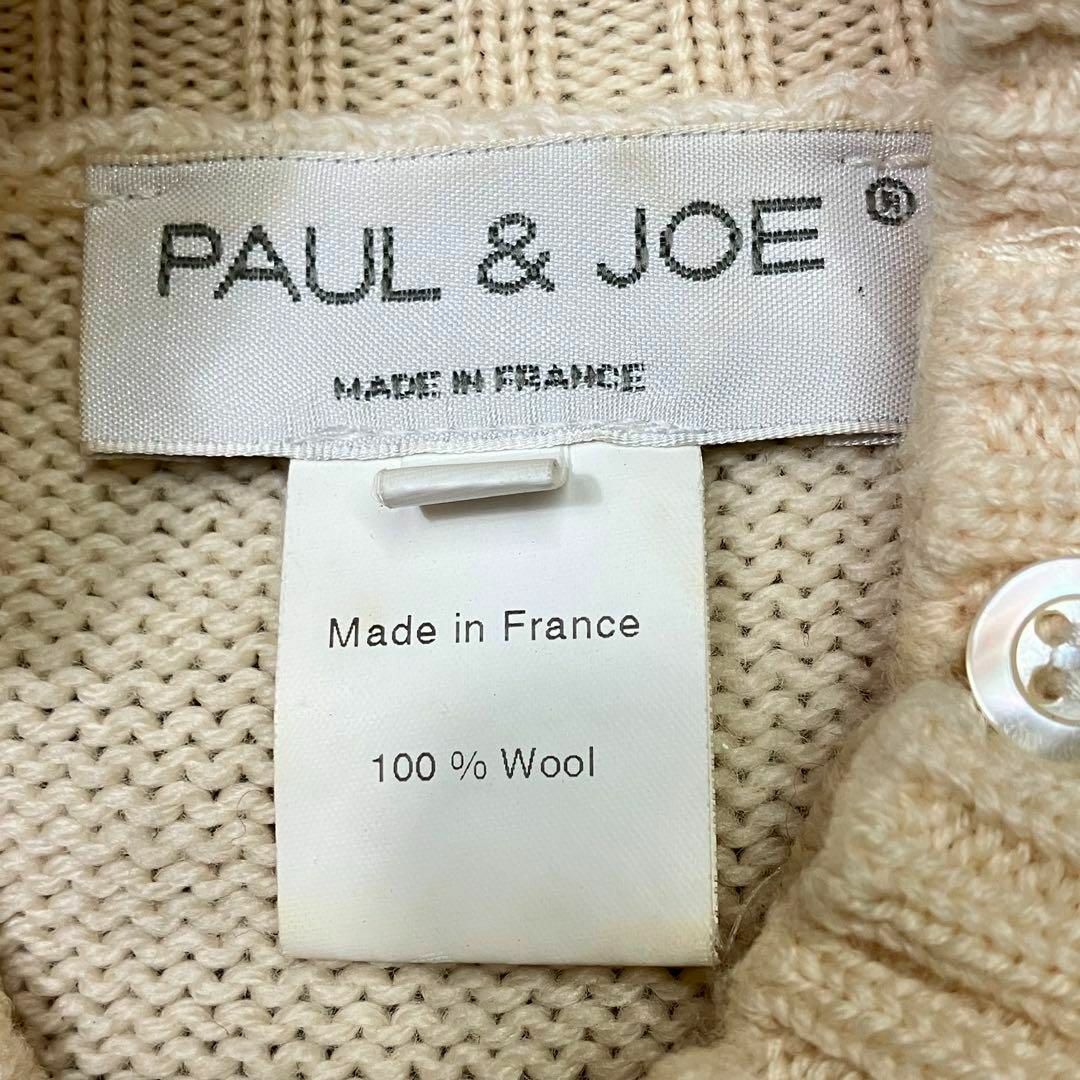 PAUL & JOE ®
MADE IN FRANCE
Made in France
100 % Wool